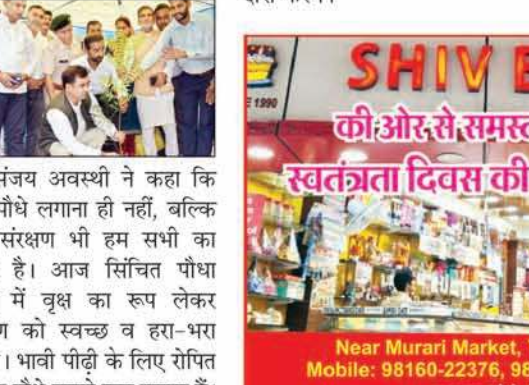 संजय अवस्थी ने कहा कि
पौधे लगाना ही नहीं, बल्कि
संरक्षण भी हम सभी का
है। आज सिंचित पौधा
में वृक्ष का रूप लेकर
को स्वच्छ व हरा-भरा
। भावी पीढ़ी के लिए रोपित
E 1990
SHIV
की ओर से
स्वतंत्रता दिवस की
Near Murari Market,
Mobile: 98160-22376, 98